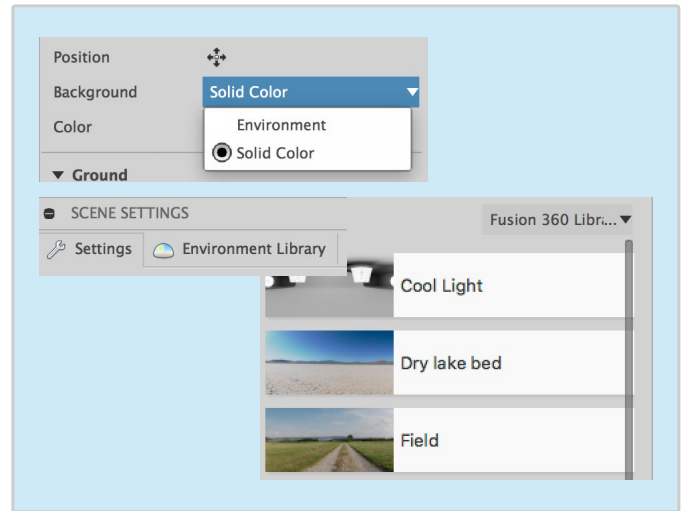 Position
Background
Solid Color
Color
Environment
Solid Color
Ground
SCENE SETTINGS
Settings
Environment Library
Fusion 360 Libr...
Cool Light
Dry lake bed
Field